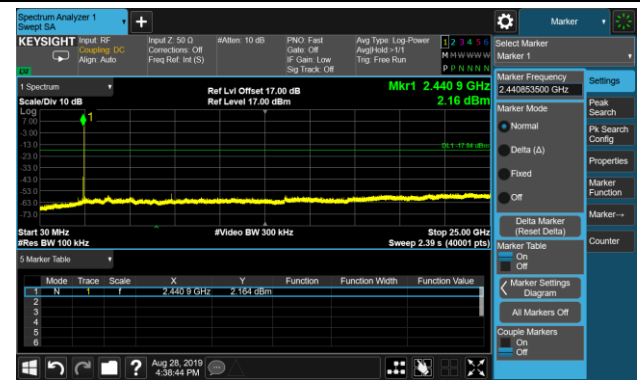 Spectrum Analyzer 1
Swept SA
Marker
KEYSIGHT
Input: RF
Coupling: DC
Align: Auto
Input Z: 50 Ω
Corrections: Off
Freq Ref: Int (S)
#Atten: 10 dB
PNO: Fast
Gate: Off
IF Gain: Low
Sig Track: Off
Avg Type: Log-Power
Avg|Hold:>1/1
Trig: Free Run
1 2 3 4 5 6
M W W W W W
P P N N N N
Select Marker
Marker 1
1 Spectrum
Scale/Div 10 dB
Ref Lvl Offset 17.00 dB
Ref Level 17.00 dBm
Mkr1 2.440 9 GHz
2.16 dBm
Log
7.00
-3.00
-13.0
-23.0
-33.0
-43.0
-53.0
-63.0
-73.0
1
DL1 -17.84 dBm
Start 30 MHz
#Res BW 100 kHz
#Video BW 300 kHz
Stop 25.00 GHz
Sweep 2.39 s (40001 pts)
5 Marker Table
Mode Trace Scale X Y Function Function Width Function Value
1 N 1 f 2.440 9 GHz 2.164 dBm
2
3
4
5
6
Marker Frequency
2.440853500 GHz
Marker Mode
Normal
Delta (Δ)
Fixed
Off
Delta Marker
(Reset Delta)
Marker Table
On
Off
Marker Settings
Diagram
All Markers Off
Couple Markers
On
Off
Settings
Peak
Search
Pk Search
Config
Properties
Marker
Function
Marker→
Counter
Aug 28, 2019
4:38:44 PM